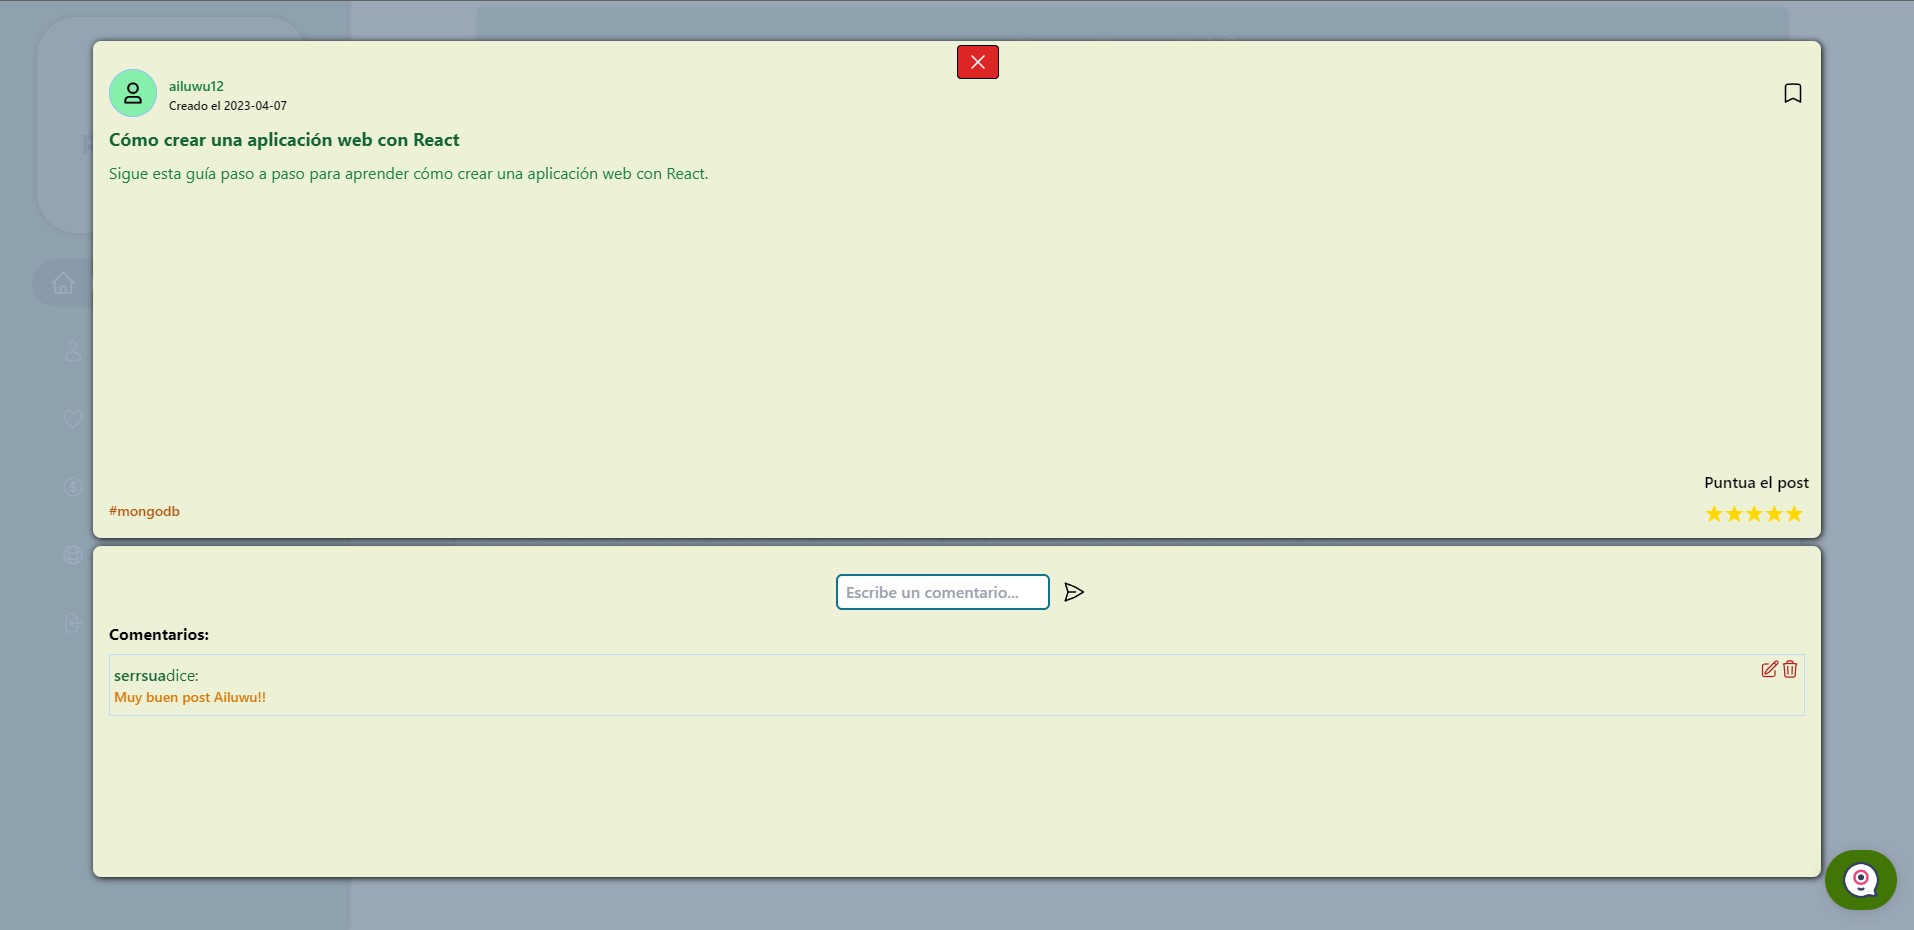 ailuwu12
Creado el 2023-04-07
Cómo crear una aplicación web con React
Sigue esta guía paso a paso para aprender cómo crear una aplicación web con React.
Puntua el post
#mongodb
Escribe un comentario...
Comentarios:
serrsuadice:
Muy buen post Ailuwu!!